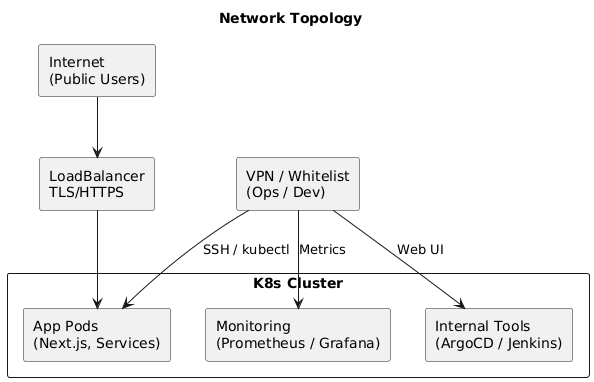 Network Topology
Internet
(Public Users)
LoadBalancer
TLS/HTTPS
VPN / Whitelist
(Ops / Dev)
SSH / kubectl
Metrics
Web UI
K8s Cluster
App Pods
(Next.js, Services)
Monitoring
(Prometheus / Grafana)
Internal Tools
(ArgoCD / Jenkins)